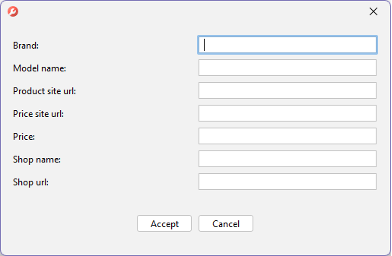 Brand:
Model name:
Product site url:
Price site url:
Price:
Shop name:
Shop url:
Accept Cancel